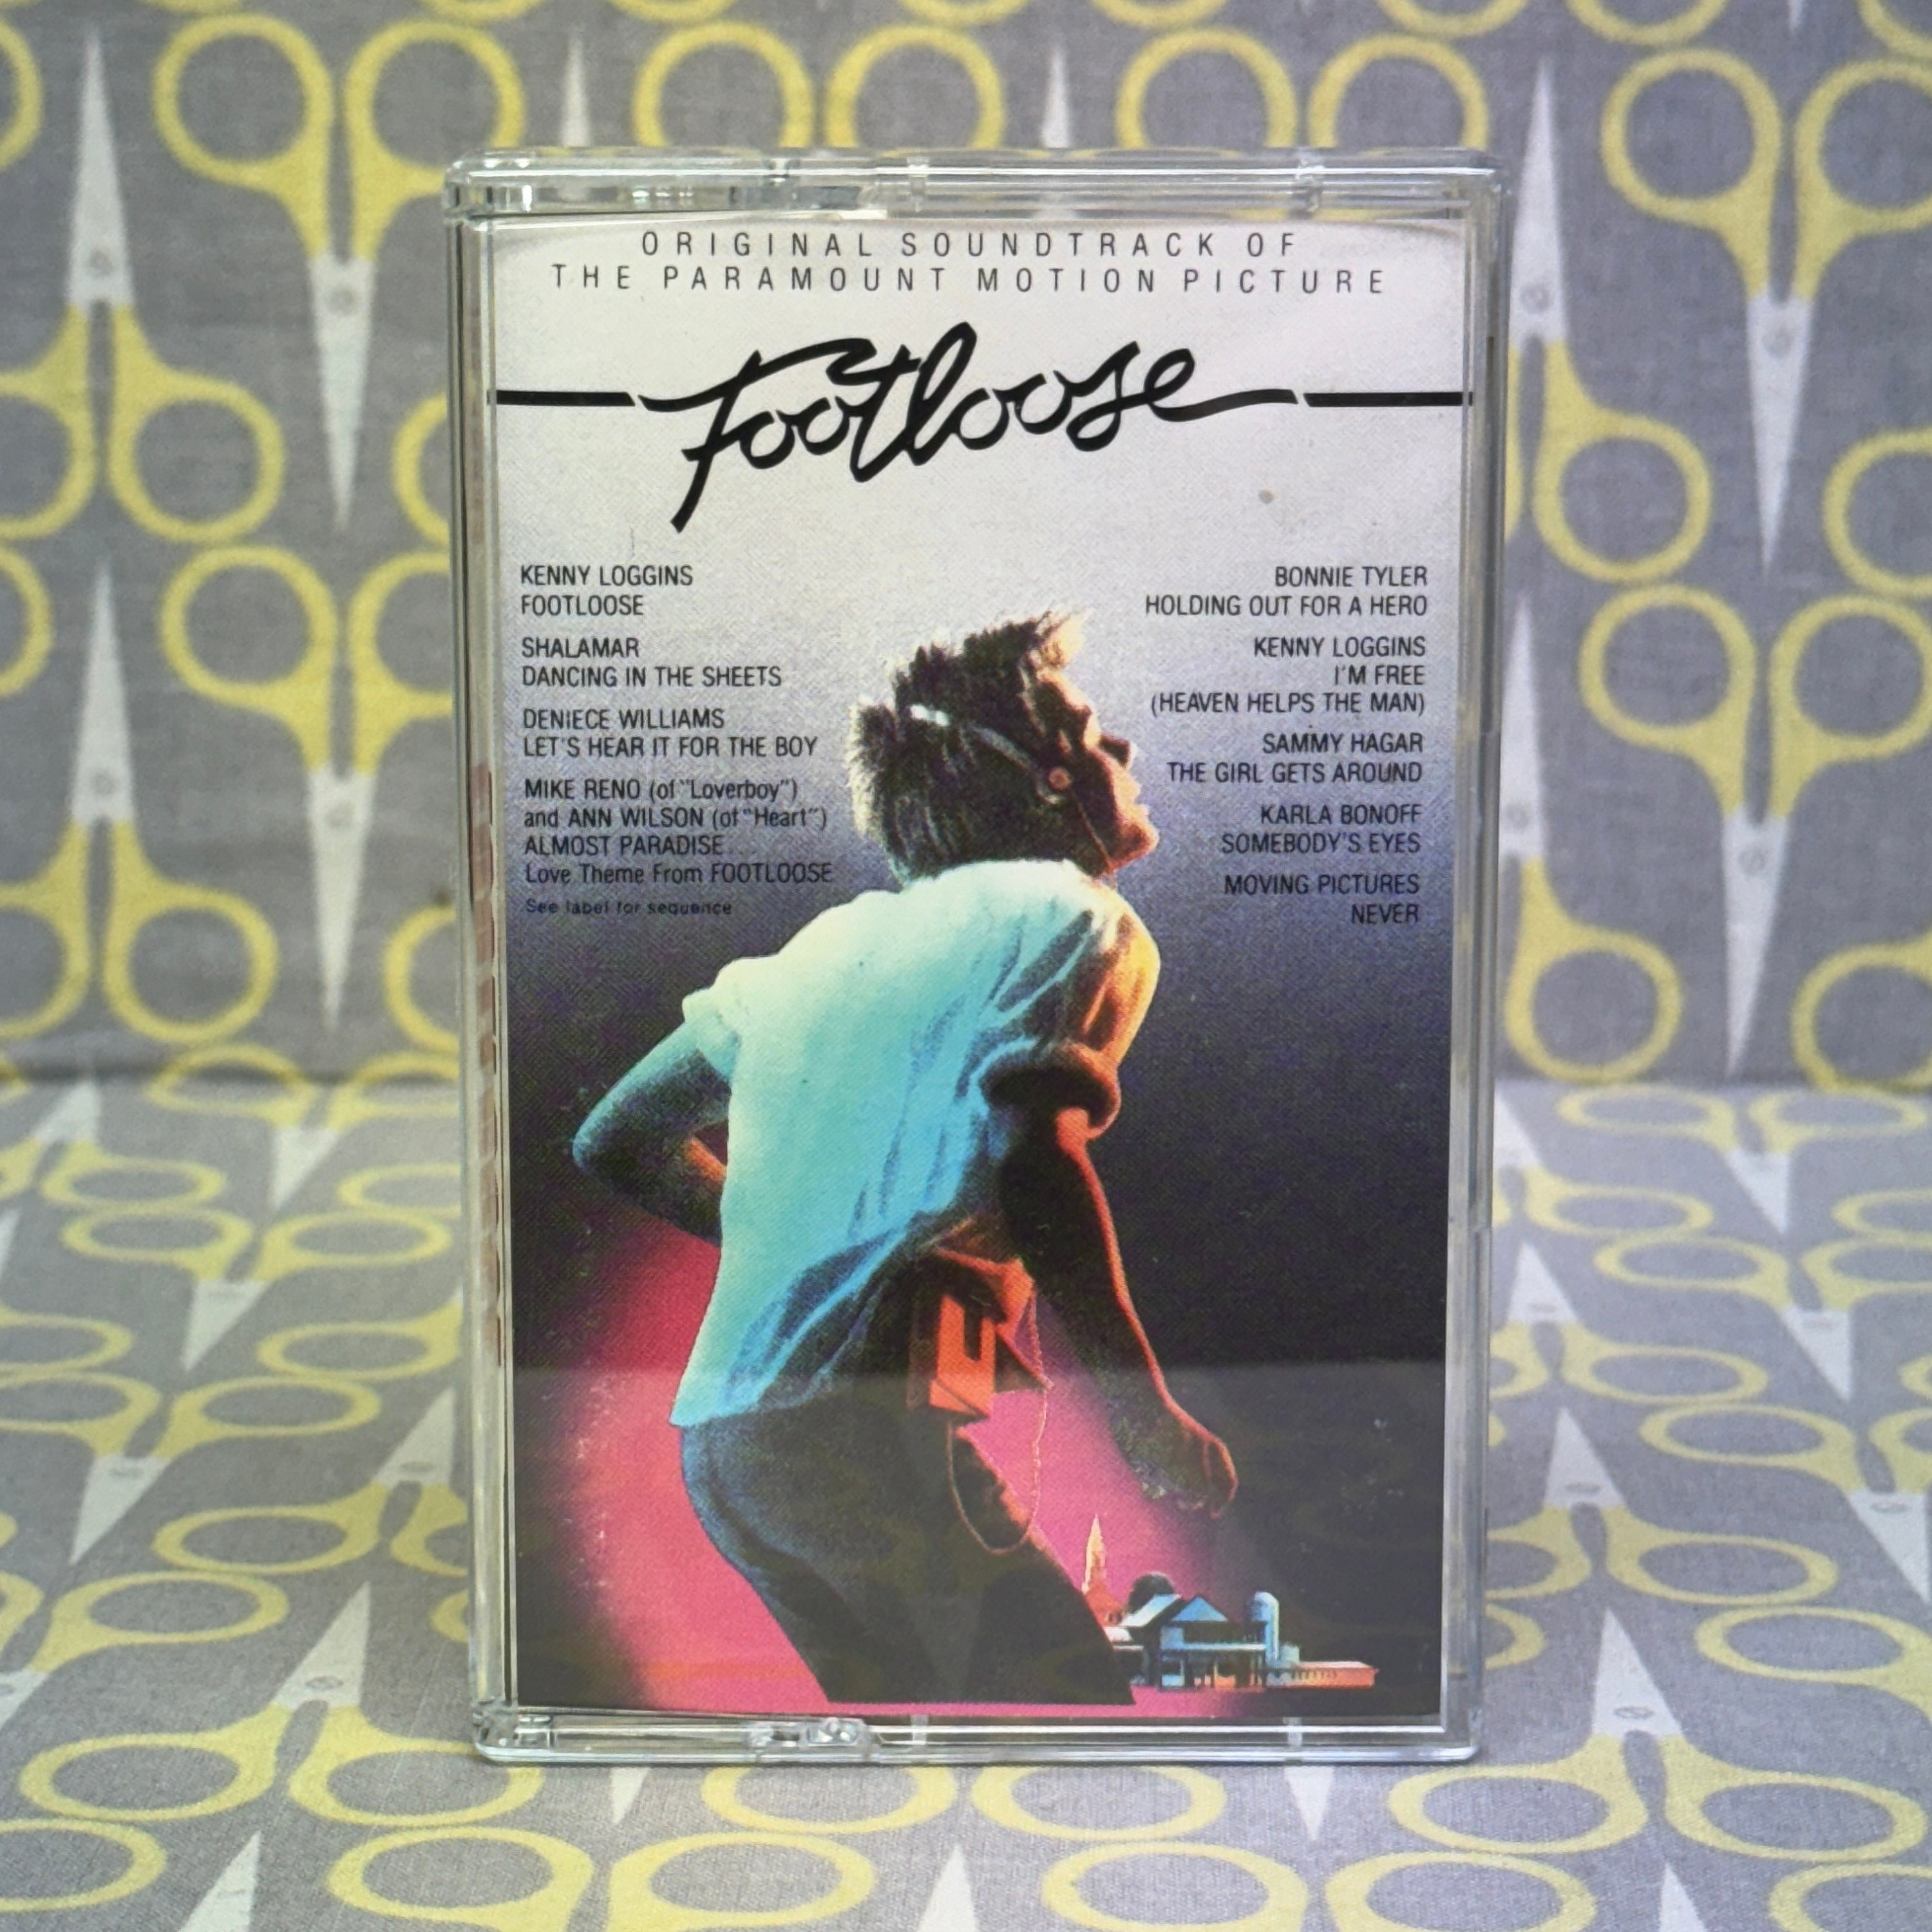 ORIGINAL SOUNDTRACK OF
THE PARAMOUNT MOTION PICTURE
Footloose
KENNY LOGGINS
FOOTLOOSE
SHALAMAR
DANCING IN THE SHEETS
DENIECE WILLIAMS
LET'S HEAR IT FOR THE BOY
MIKE RENO (of "Loverboy")
and ANN WILSON (of "Heart")
ALMOST PARADISE...
Love Theme From FOOTLOOSE
See label for sequence
BONNIE TYLER
HOLDING OUT FOR A HERO
KENNY LOGGINS
I'M FREE
(HEAVEN HELPS THE MAN)
SAMMY HAGAR
THE GIRL GETS AROUND
KARLA BONOFF
SOMEBODY'S EYES
MOVING PICTURES
NEVER